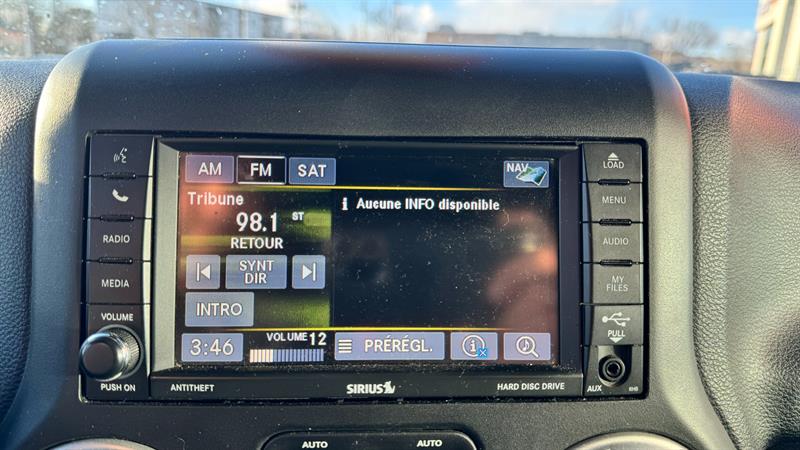 AM FM SAT NAV
LOAD
MENU
RADIO
AUDIO
MEDIA
MY
FILES
VOLUME
PULL
PUSH ON
AUX
RHB
Tribune
98.1 ST
RETOUR
i Aucune INFO disponible
SYNT
DIR
INTRO
3:46
VOLUME 12
PRÉRÉGL.
i
ANTITHEFT
SIRIUS
HARD DISC DRIVE
AUTO AUTO